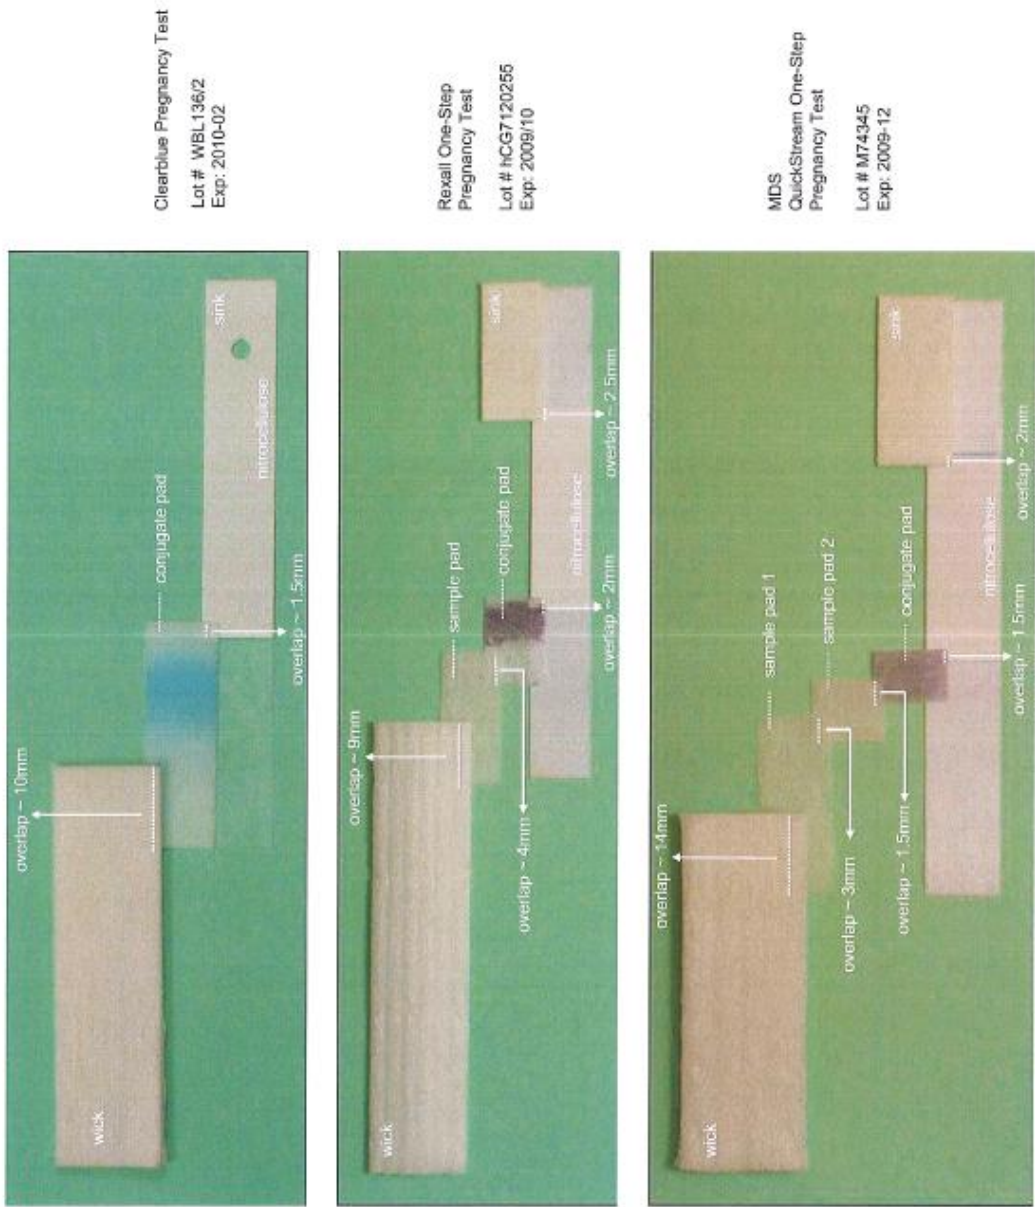 Clearblue Pregnancy Test
Lot # WBL136/2
Exp: 2010-02
overlap ~ 10mm
wick
conjugate pad
overlap ~ 1.5mm
nitrocellulose
sink
Rexall One-Step
Pregnancy Test
Lot # hCG7120255
Exp: 2009/10
overlap ~ 9mm
wick
sample pad
conjugate pad
overlap ~ 4mm
overlap ~ 2mm
nitrocellulose
overlap ~ 2.5mm
sink
MDS
QuickStream One-Step
Pregnancy Test
Lot # M74345
Exp: 2009-12
overlap ~ 14mm
wick
sample pad 1
sample pad 2
conjugate pad
overlap ~ 3mm
overlap ~ 1.5mm
overlap ~ 1.5mm
nitrocellulose
overlap ~ 2mm
sink